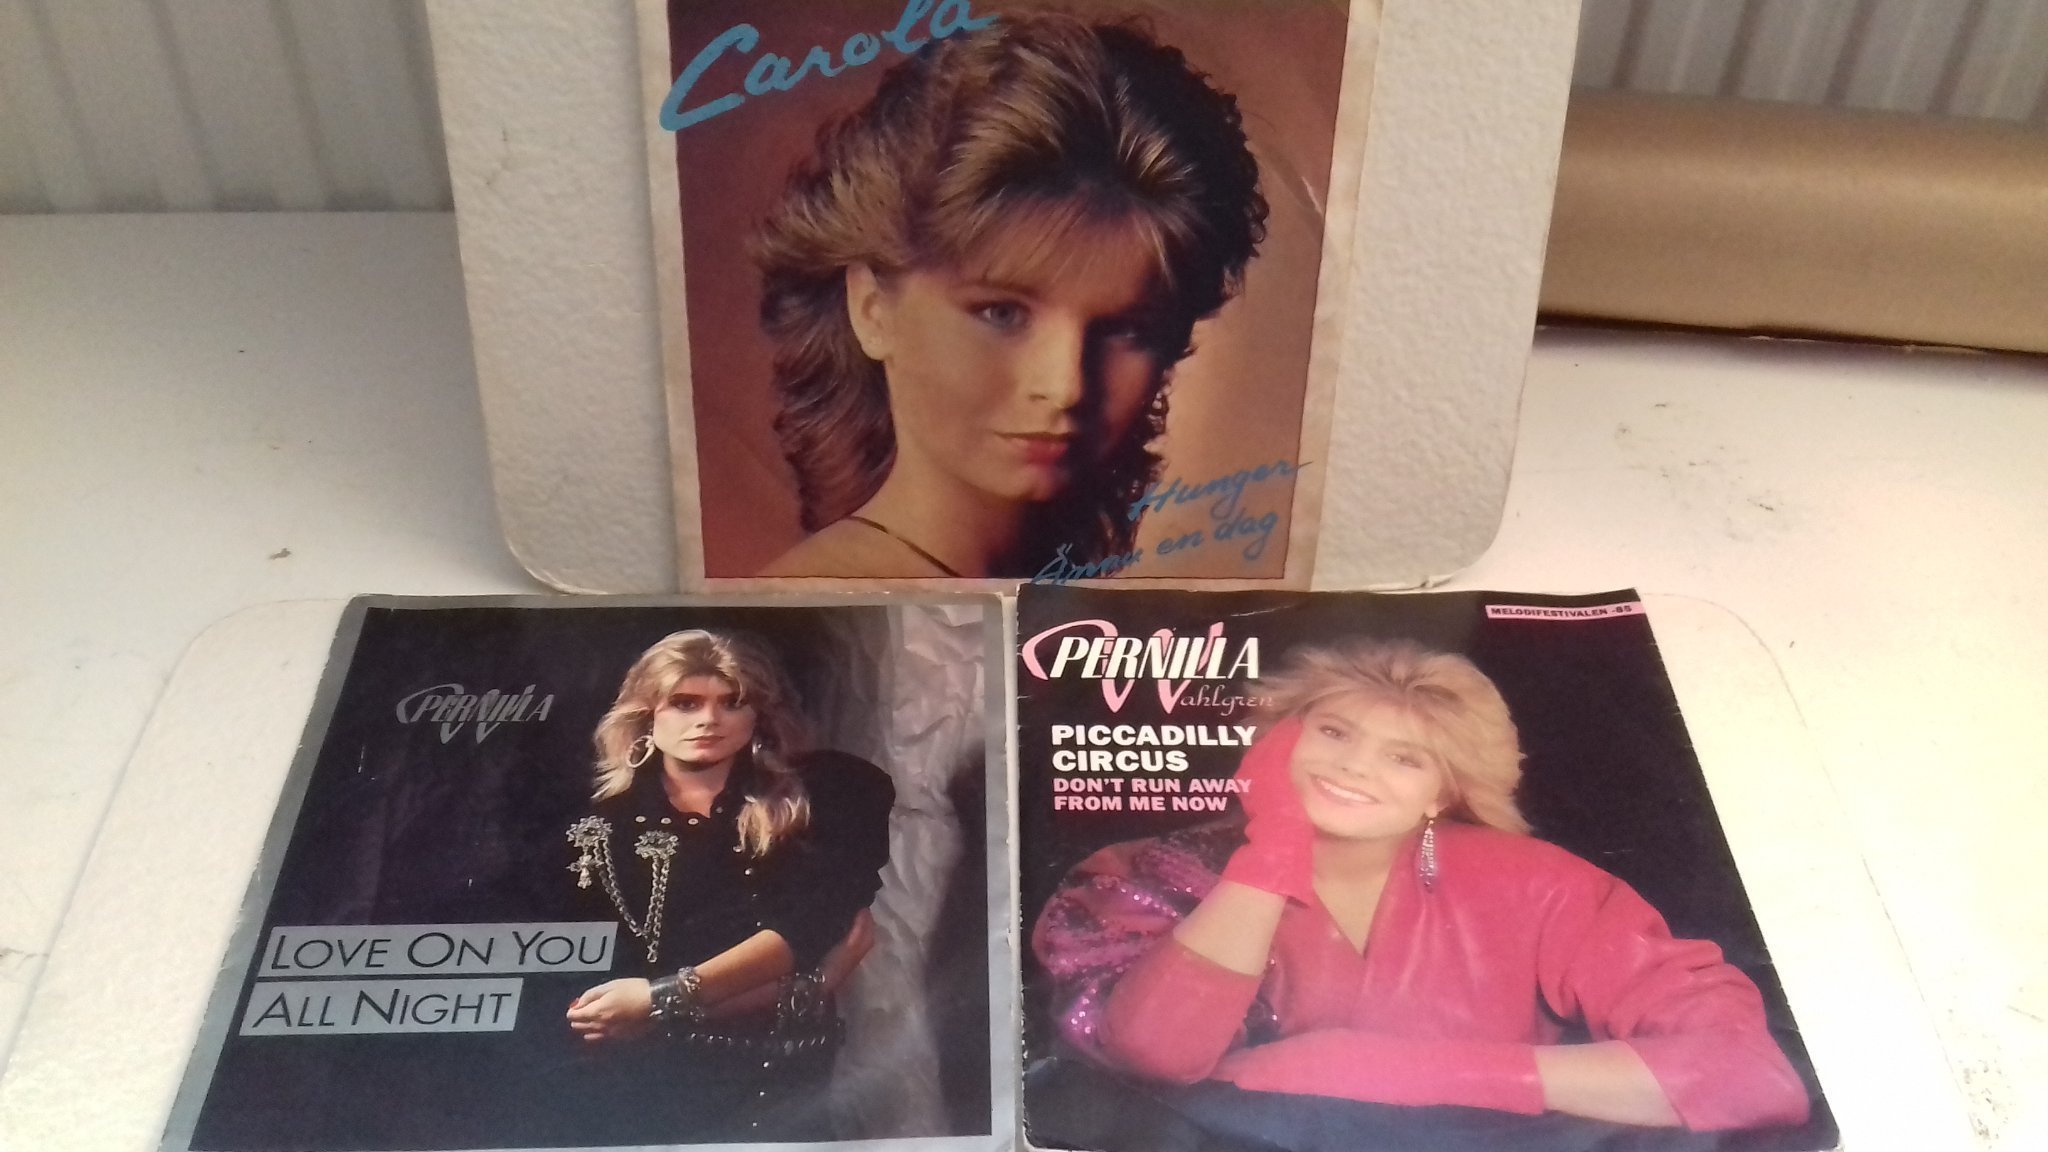 Carola
Hunger
Ännu en dag
PERNILLA
LOVE ON YOU
ALL NIGHT
MELODIFESTIVALEN -85
PERNILLA
Wahlgren
PICCADILLY
CIRCUS
DON'T RUN AWAY
FROM ME NOW